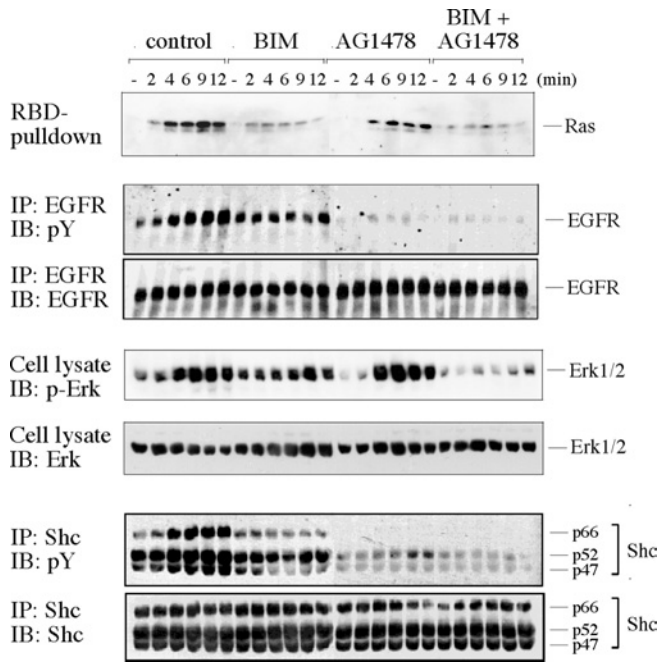 control BIM AG1478 BIM + AG1478
- 2 4 6 9 12 - 2 4 6 9 12 - 2 4 6 9 12 - 2 4 6 9 12 (min)
RBD-
pulldown
Ras
IP: EGFR
IB: pY
EGFR
IP: EGFR
IB: EGFR
EGFR
Cell lysate
IB: p-Erk
Erk1/2
Cell lysate
IB: Erk
Erk1/2
IP: Shc
IB: pY
p66
p52
p47
Shc
IP: Shc
IB: Shc
p66
p52
p47
Shc